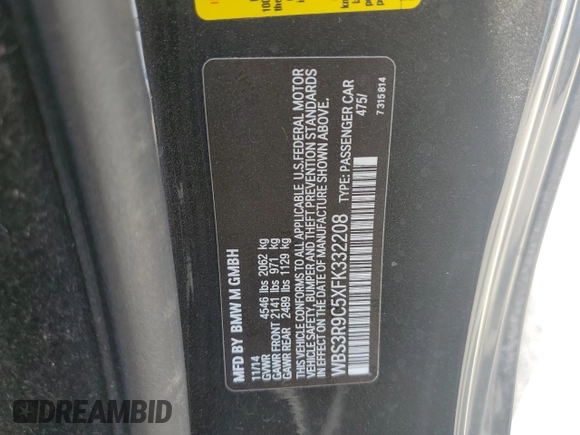 MFD BY BMW M GMBH
11/14
GVWR 4546 lbs 2062 kg
GAWR FRONT 2141 lbs 971 kg
GAWR REAR 2489 lbs 1129 kg
THIS VEHICLE CONFORMS TO ALL APPLICABLE U.S.FEDERAL MOTOR
VEHICLE SAFETY, BUMPER AND THEFT PREVENTION STANDARDS
IN EFFECT ON THE DATE OF MANUFACTURE SHOWN ABOVE.
WBS3R9C5XFK332208 TYPE: PASSENGER CAR
475/
7 315 814
DREAMBID